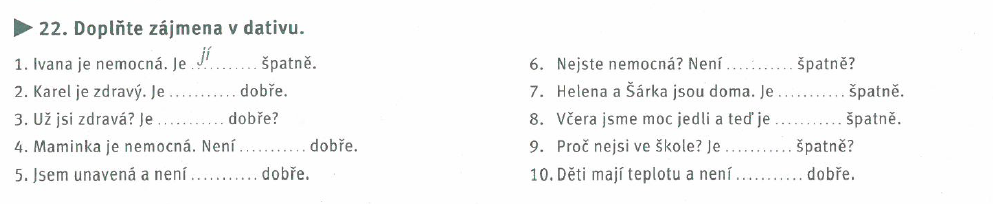 ▶ 22. Doplňte zájmena v dativu.
1. Ivana je nemocná. Je ..jí.......... špatně.
2. Karel je zdravý. Je ........... dobře.
3. Už jsi zdravá? Je ........... dobře?
4. Maminka je nemocná. Není ........... dobře.
5. Jsem unavená a není ........... dobře.
6. Nejste nemocná? Není ........... špatně?
7. Helena a Šárka jsou doma. Je ........... špatně.
8. Včera jsme moc jedli a teď je ........... špatně.
9. Proč nejsi ve škole? Je ........... špatně?
10. Děti mají teplotu a není ........... dobře.